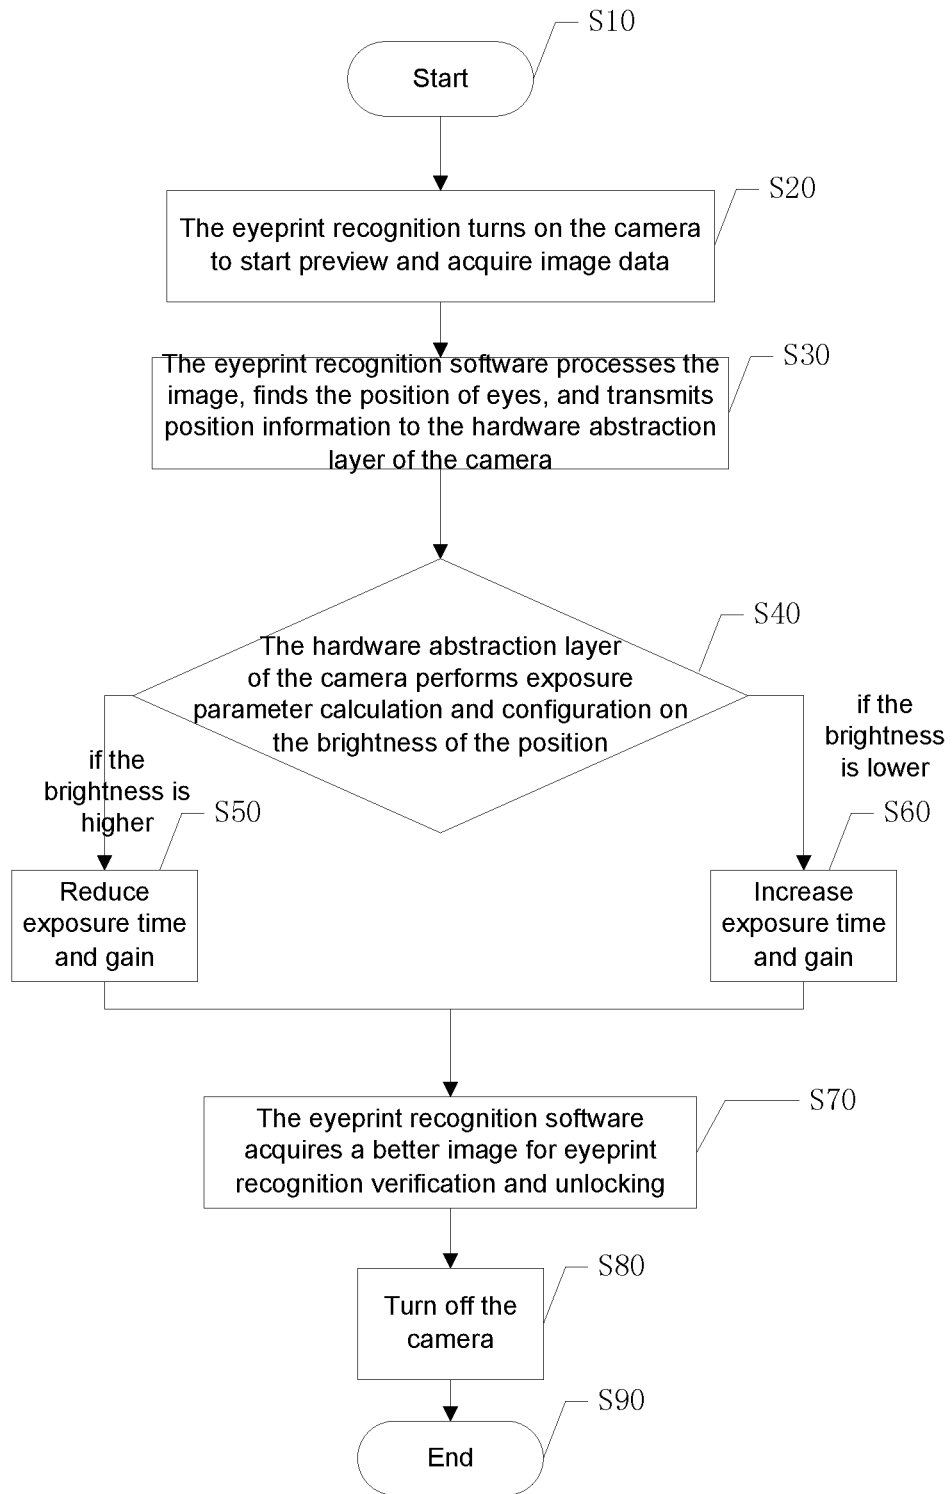 S10
Start
S20
The eyeprint recognition turns on the camera
to start preview and acquire image data
S30
The eyeprint recognition software processes the
image, finds the position of eyes, and transmits
position information to the hardware abstraction
layer of the camera
S40
The hardware abstraction layer
of the camera performs exposure
parameter calculation and configuration on
the brightness of the position
if the
brightness is
higher
if the
brightness
is lower
S50
Reduce
exposure time
and gain
S60
Increase
exposure time
and gain
S70
The eyeprint recognition software
acquires a better image for eyeprint
recognition verification and unlocking
S80
Turn off the
camera
S90
End